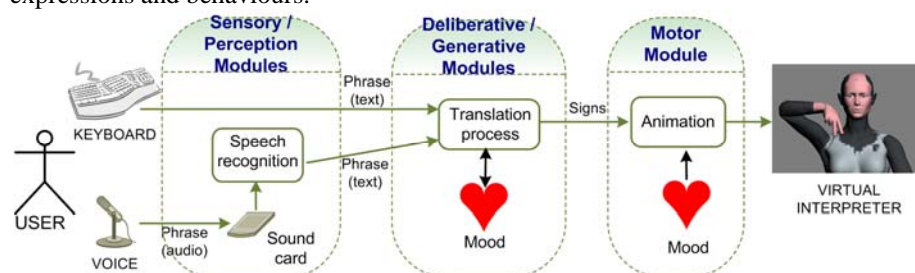 expressions and behaviours.
Sensory /
Perception
Modules
Deliberative /
Generative
Modules
Motor
Module
KEYBOARD
Phrase
(text)
Translation
process
Signs
Animation
Speech
recognition
Phrase
(text)
USER
VOICE
Phrase
(audio)
Sound
card
Mood
Mood
VIRTUAL
INTERPRETER